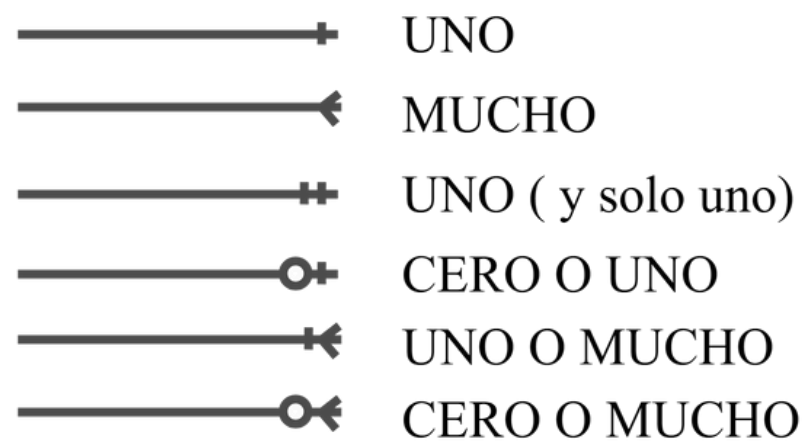 UNO
MUCHO
UNO ( y solo uno)
CERO O UNO
UNO O MUCHO
CERO O MUCHO